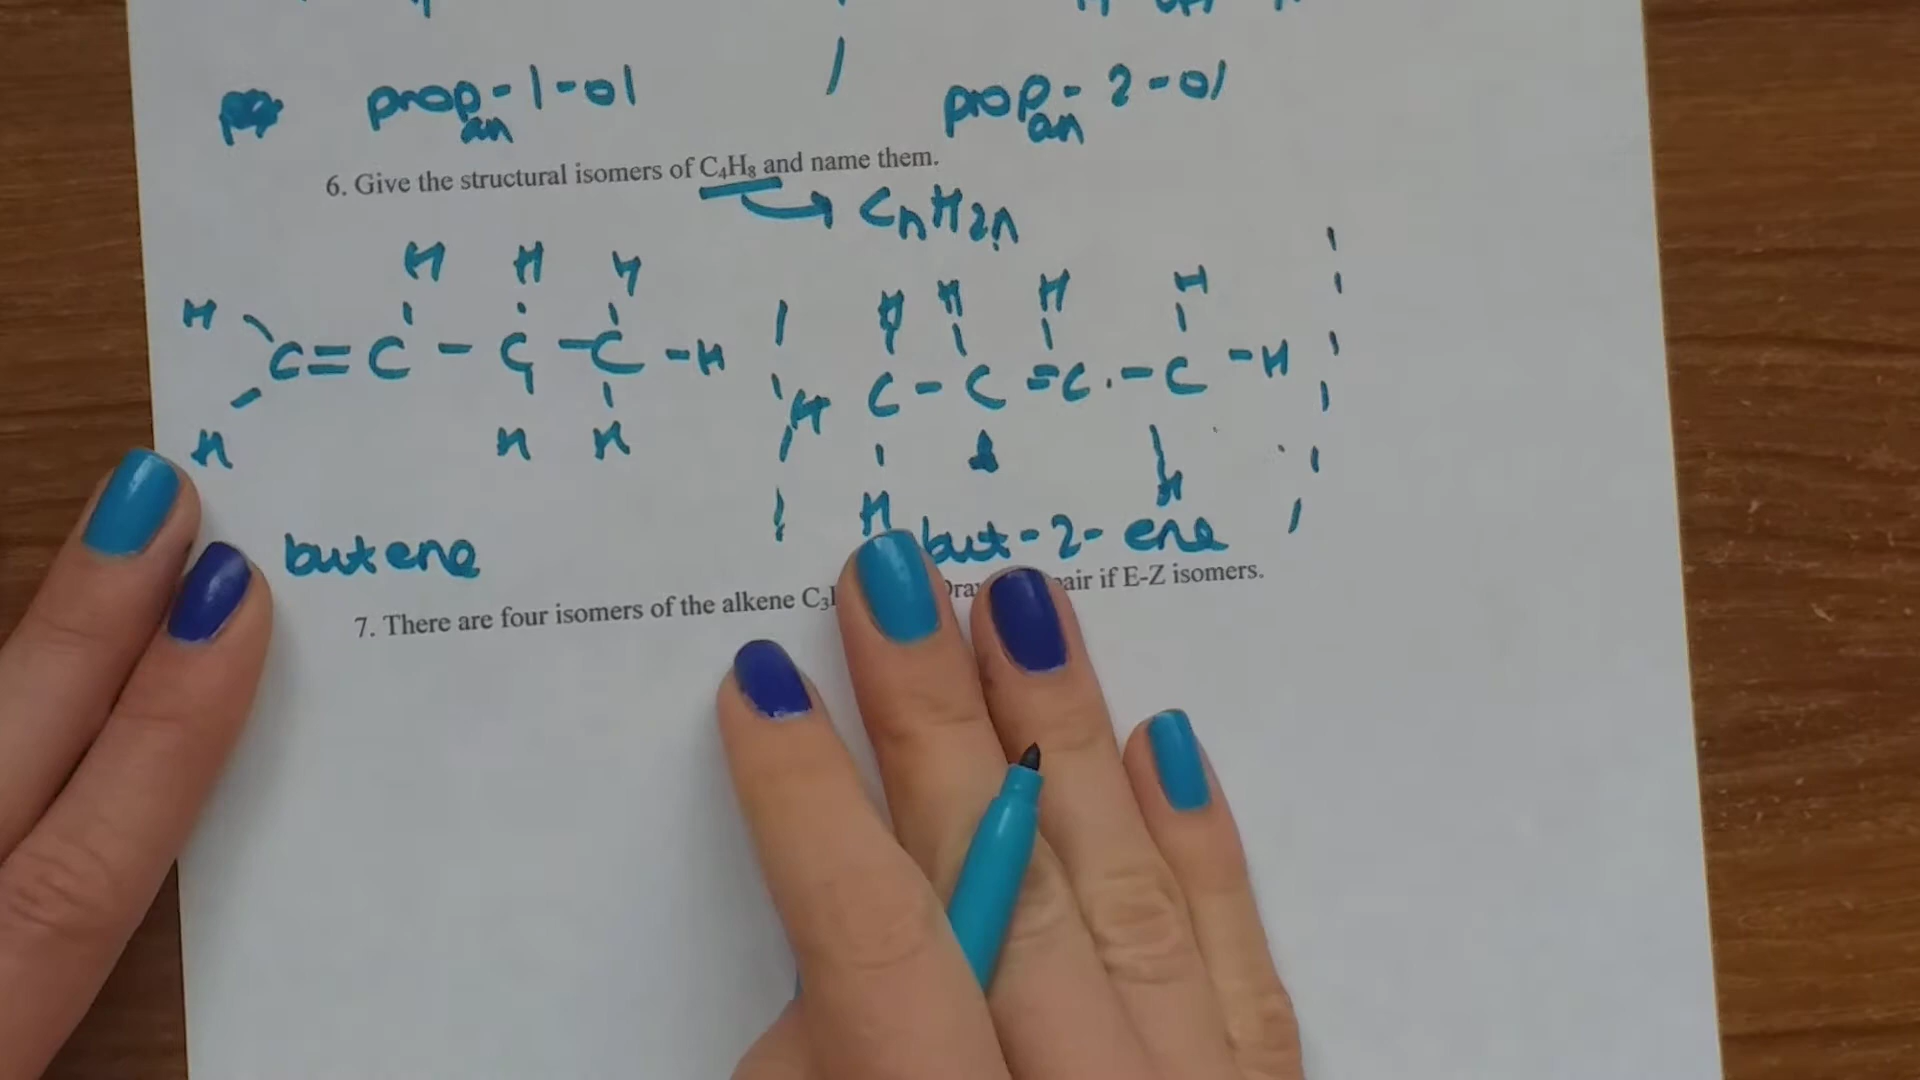 propan-1-ol
propan-2-ol
6. Give the structural isomers of C₄H₈ and name them.
CnH2n
H H H
H H H H
H
C=C-C-C-H
H C-C=C-C-H
H H H
H H
butene
but-2-ene
7. There are four isomers of the alkene C₃ if E-Z isomers.